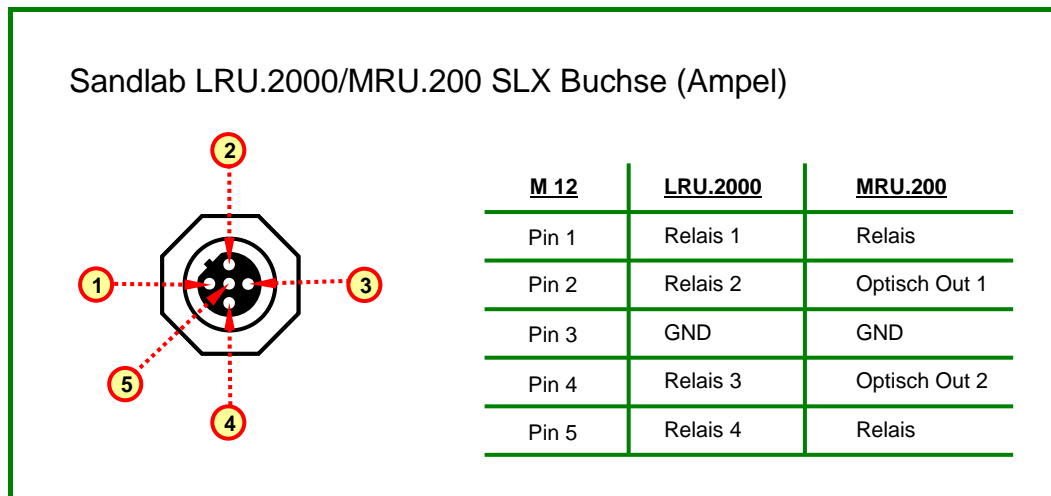 Sandlab LRU.2000/MRU.200 SLX Buchse (Ampel)
2
1
3
5
4
M 12 LRU.2000 MRU.200
Pin 1 Relais 1 Relais
Pin 2 Relais 2 Optisch Out 1
Pin 3 GND GND
Pin 4 Relais 3 Optisch Out 2
Pin 5 Relais 4 Relais